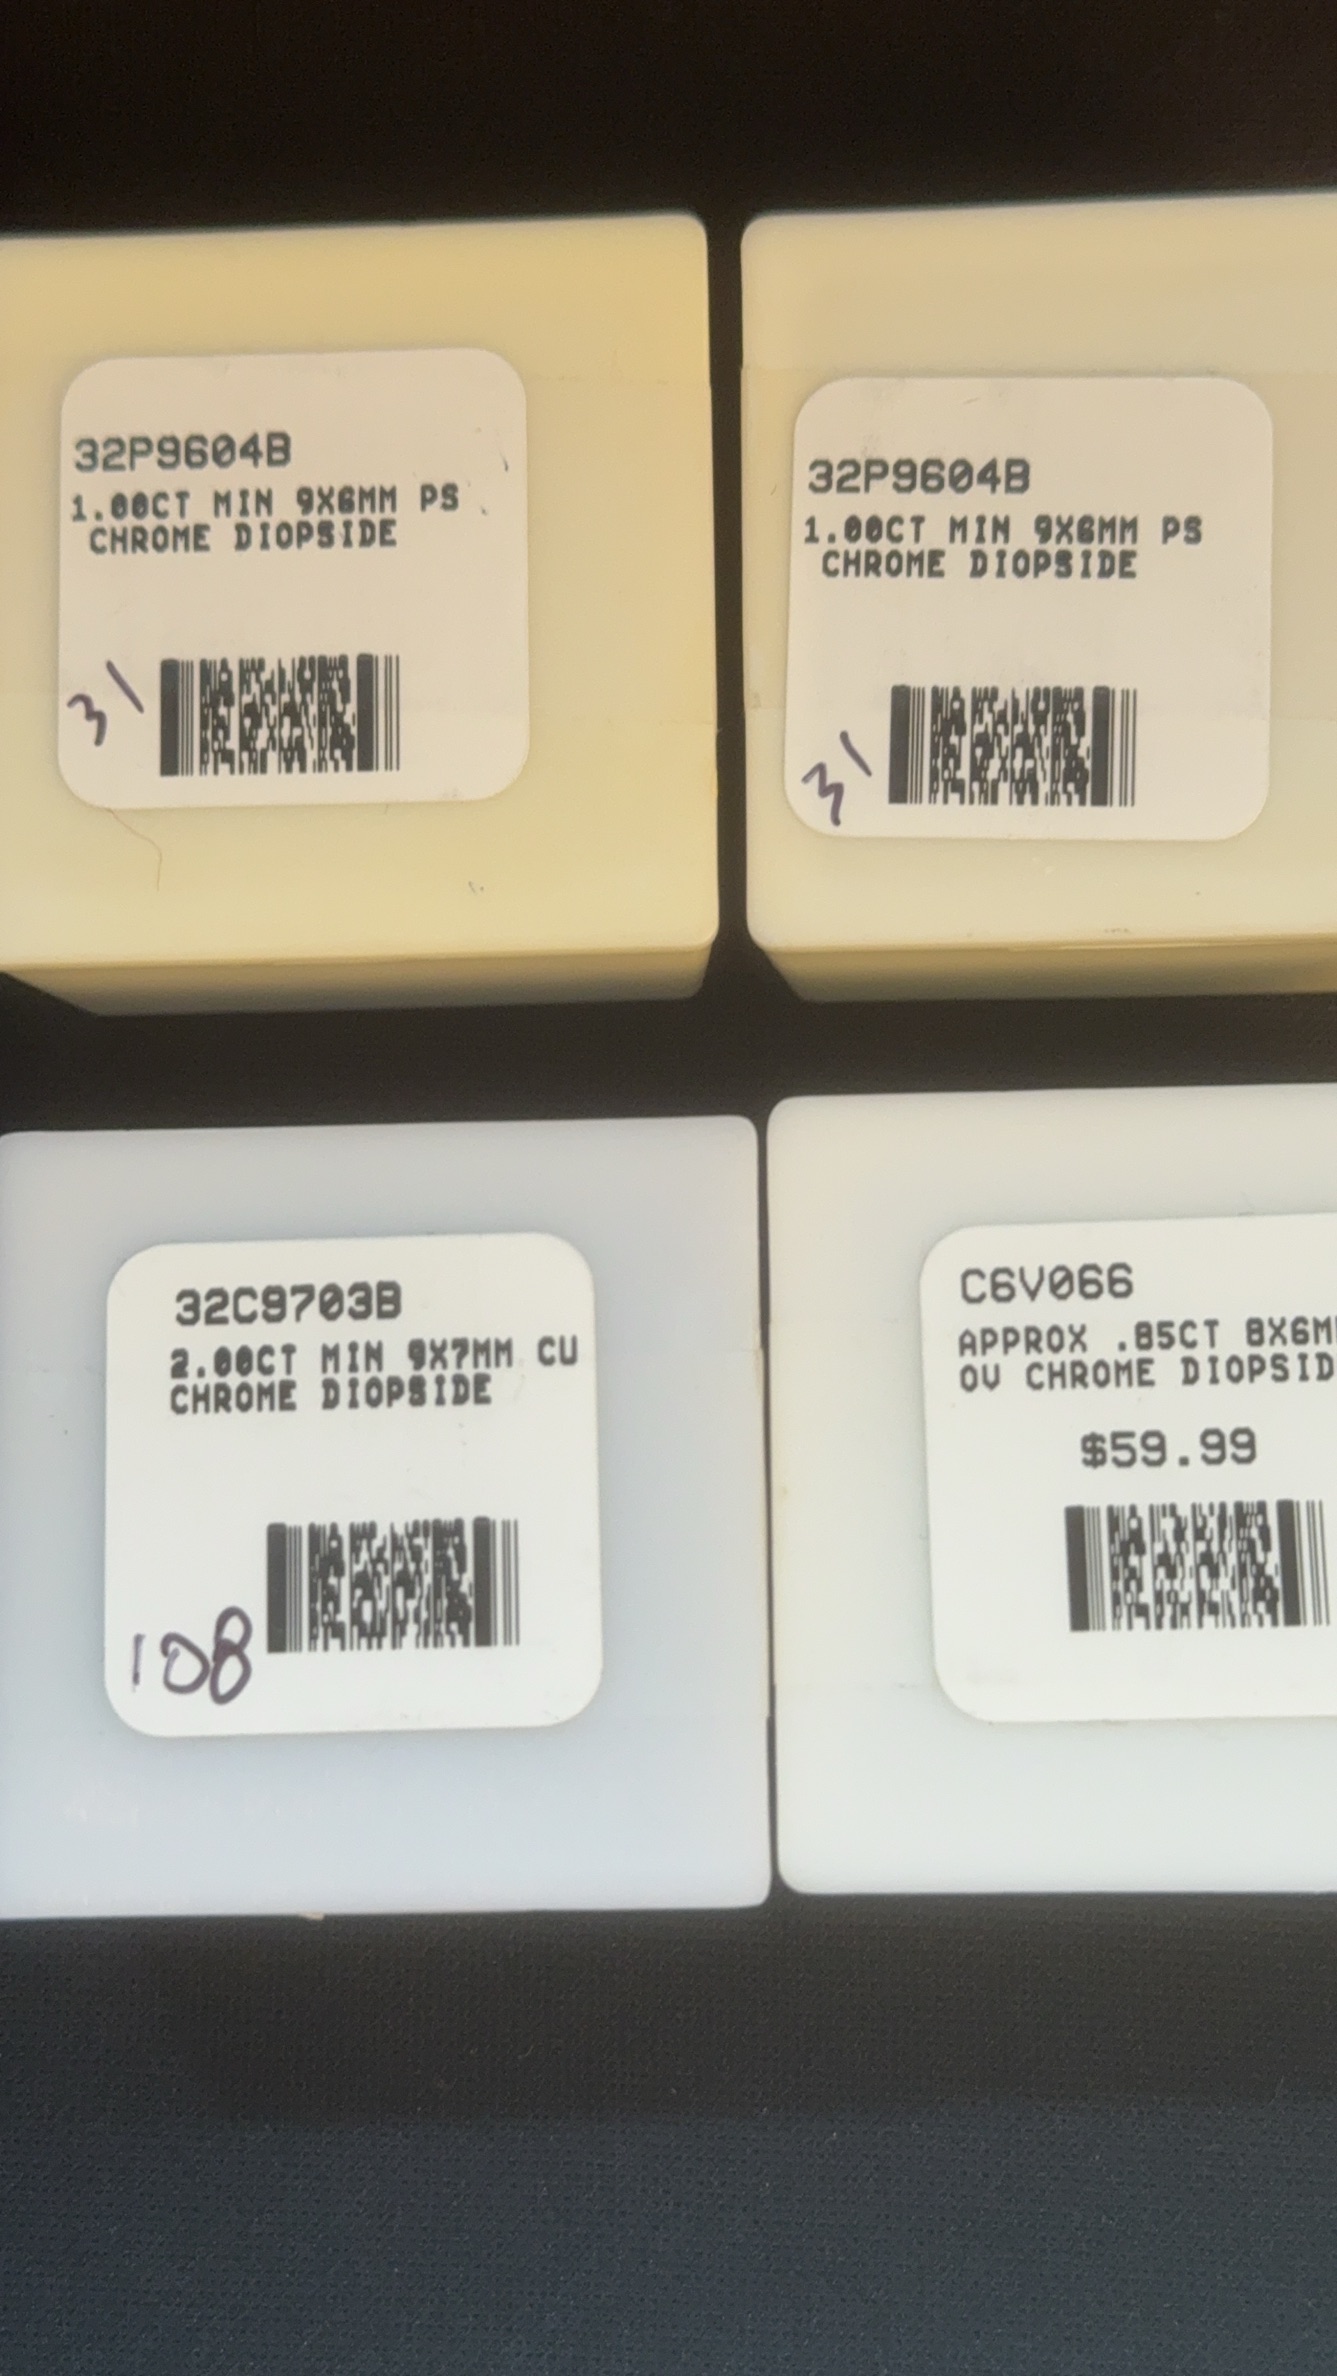 32P9604B
1.00CT MIN 9X6MM PS
CHROME DIOPSIDE
31
32P9604B
1.00CT MIN 9X6MM PS
CHROME DIOPSIDE
31
32C9703B
2.00CT MIN 9X7MM CU
CHROME DIOPSIDE
108
C6V066
APPROX .85CT 8X6M
OV CHROME DIOPSID
$59.99